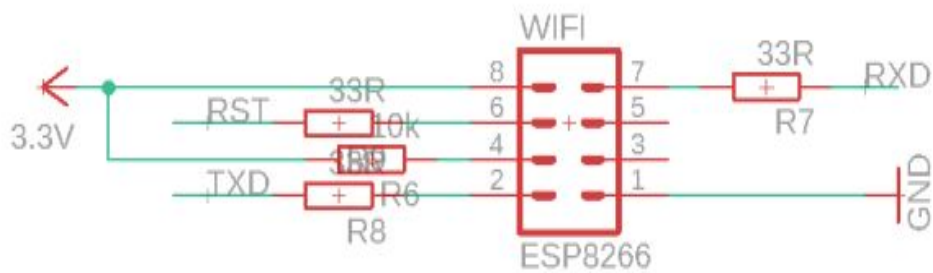 WIFI
8 7
33R 33R
RXD
RST
6 5
10k
R7
3.3V
4 3
TXD
2 1
R6
GND
R8
ESP8266